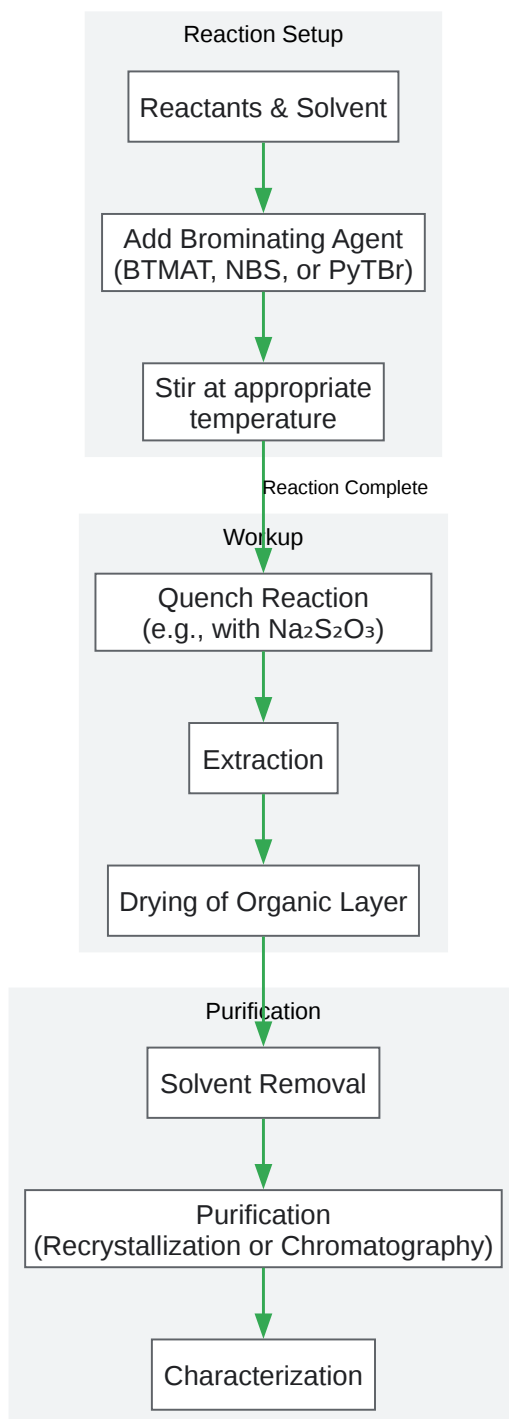 Reaction Setup
Reactants & Solvent
Add Brominating Agent
(BTMAT, NBS, or PyTBr)
Stir at appropriate
temperature
Reaction Complete
Workup
Quench Reaction
(e.g., with Na₂S₂O₃)
Extraction
Drying of Organic Layer
Purification
Solvent Removal
Purification
(Recrystallization or Chromatography)
Characterization